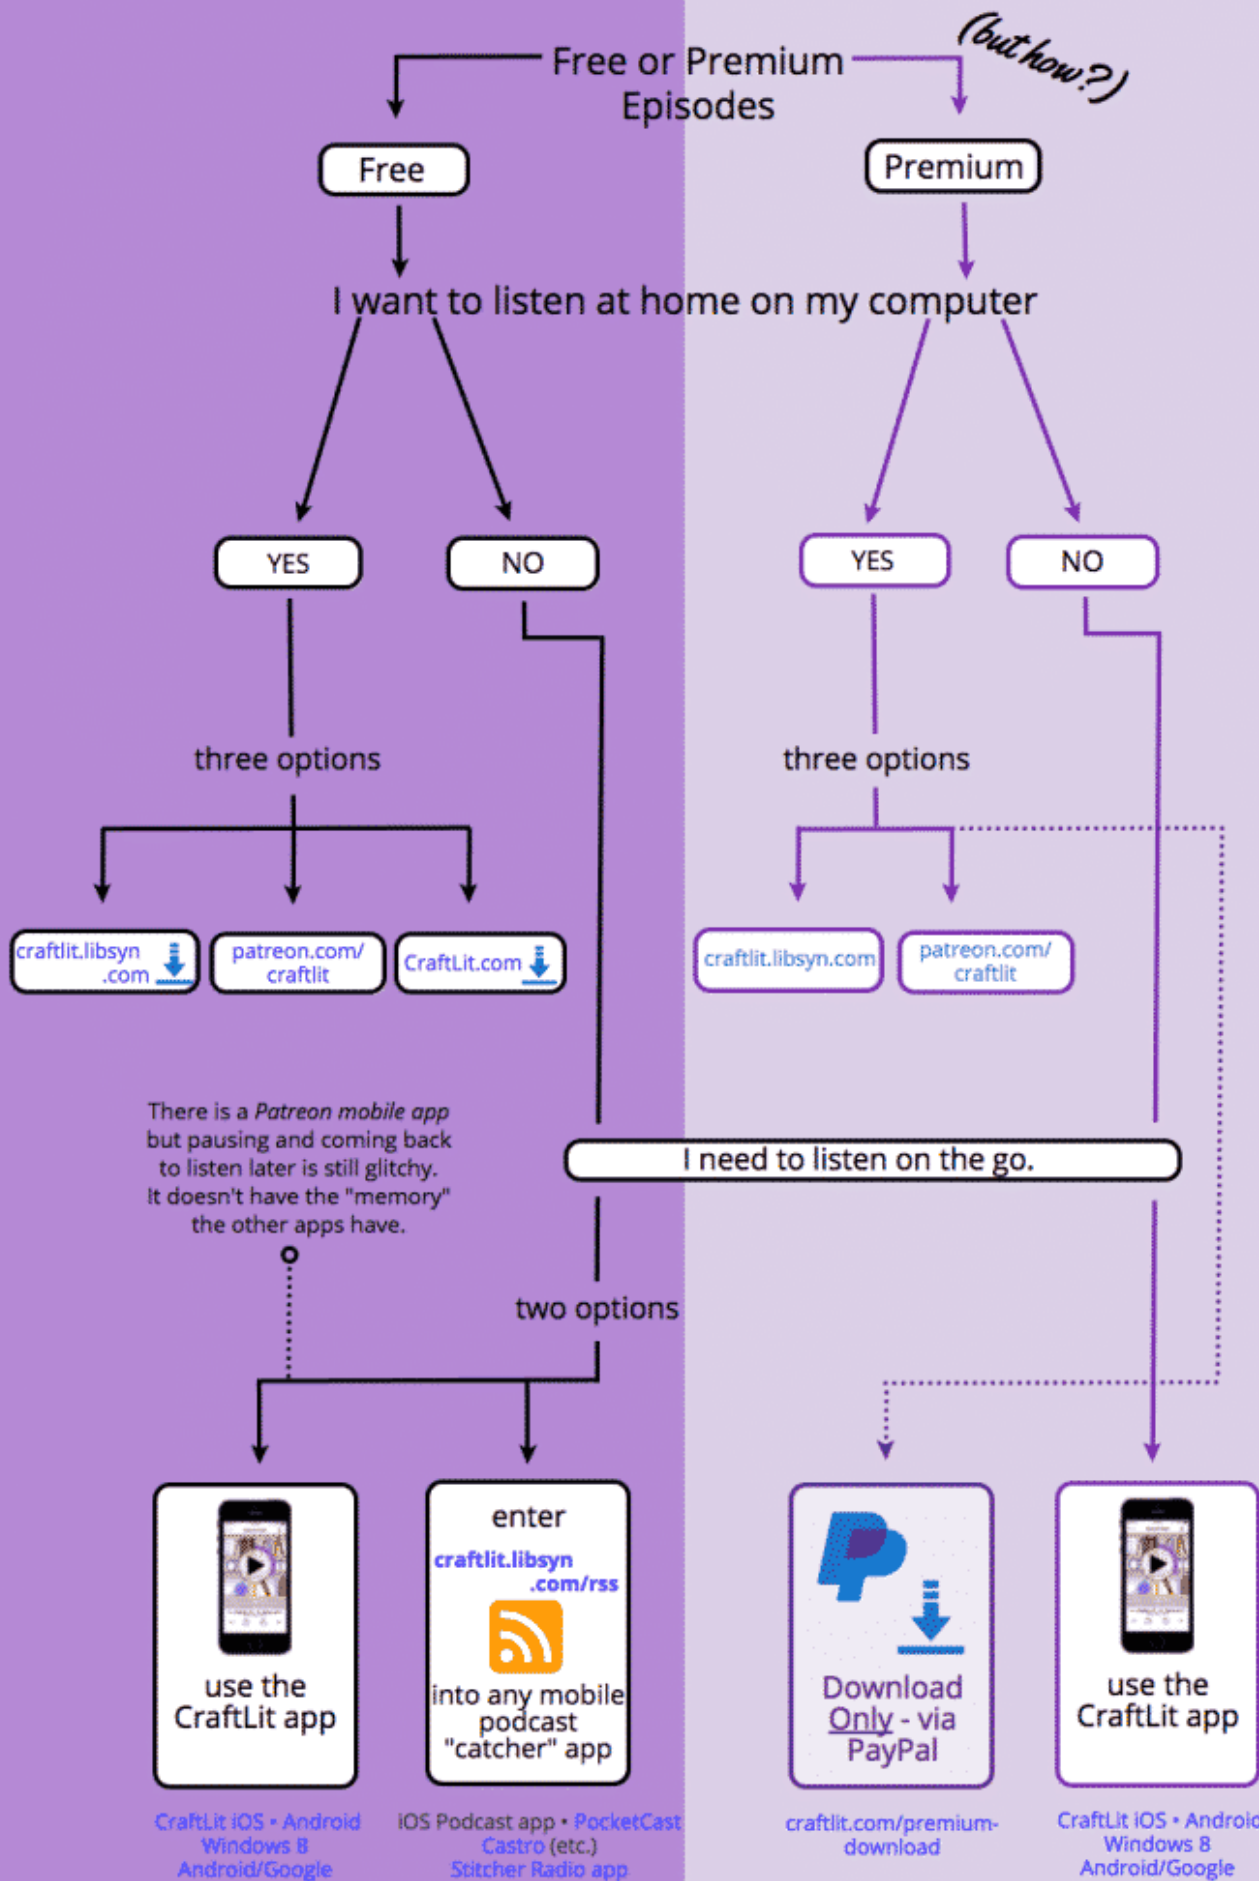 (but how?)
Free or Premium
Episodes
Free
Premium
I want to listen at home on my computer
YES
NO
YES
NO
three options
three options
craftlit.libsyn
.com
patreon.com/
craftlit
CraftLit.com
craftlit.libsyn.com
patreon.com/
craftlit
There is a Patreon mobile app
but pausing and coming back
to listen later is still glitchy.
It doesn't have the "memory"
the other apps have.
I need to listen on the go.
two options
use the
CraftLit app
enter
craftlit.libsyn
.com/rss
into any mobile
podcast
"catcher" app
Download
Only - via
PayPal
use the
CraftLit app
CraftLit iOS • Android
Windows 8
Android/Google
iOS Podcast app • PocketCast
Castro (etc.)
Stitcher Radio app
craftlit.com/premium-
download
CraftLit iOS • Android
Windows 8
Android/Google